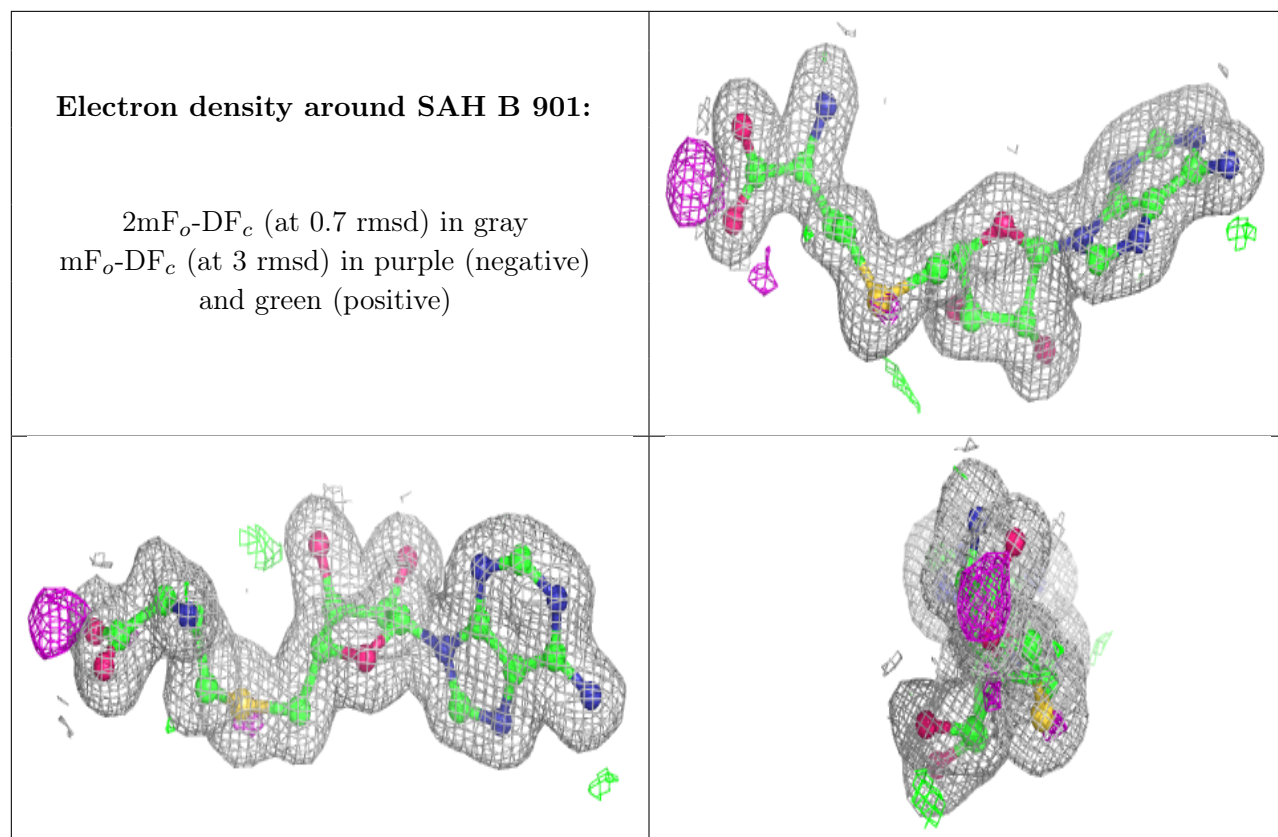 Electron density around SAH B 901:
2mFo-DFc (at 0.7 rmsd) in gray
mFo-DFc (at 3 rmsd) in purple (negative)
and green (positive)